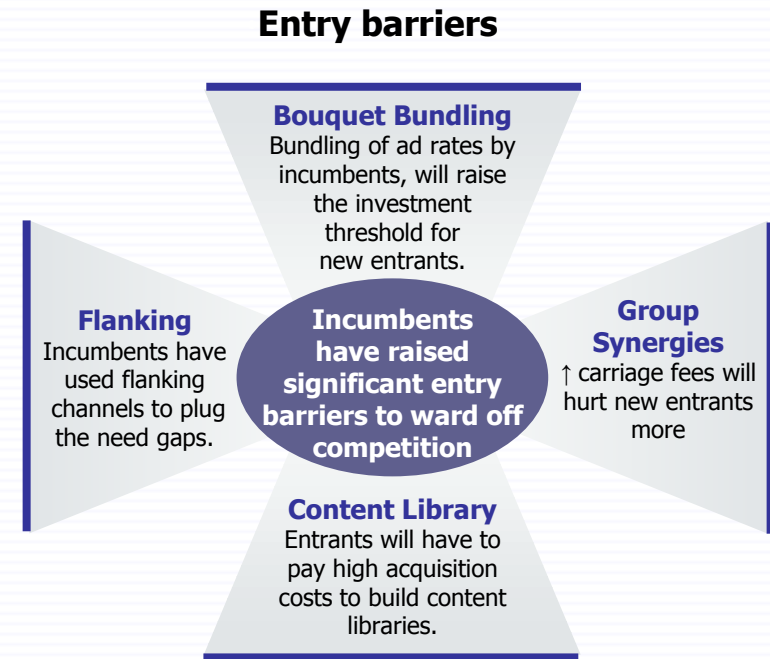 Entry barriers
Bouquet Bundling
Bundling of ad rates by
incumbents, will raise
the investment
threshold for
new entrants.
Flanking
Incumbents have
used flanking
channels to plug
the need gaps.
Incumbents
have raised
significant entry
barriers to ward off
competition
Group
Synergies
↑ carriage fees will
hurt new entrants
more
Content Library
Entrants will have to
pay high acquisition
costs to build content
libraries.